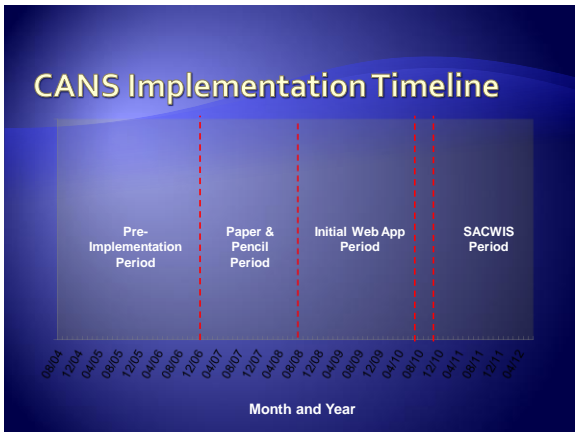 CANS Implementation Timeline
Pre-
Implementation
Period
Paper &
Pencil
Period
Initial Web App
Period
SACWIS
Period
08/04 12/04 04/05 08/05 12/05 04/06 08/06 12/06 04/07 08/07 12/07 04/08 08/08 12/08 04/09 08/09 12/09 04/10 08/10 12/10 04/11 08/11 12/11 04/12
Month and Year